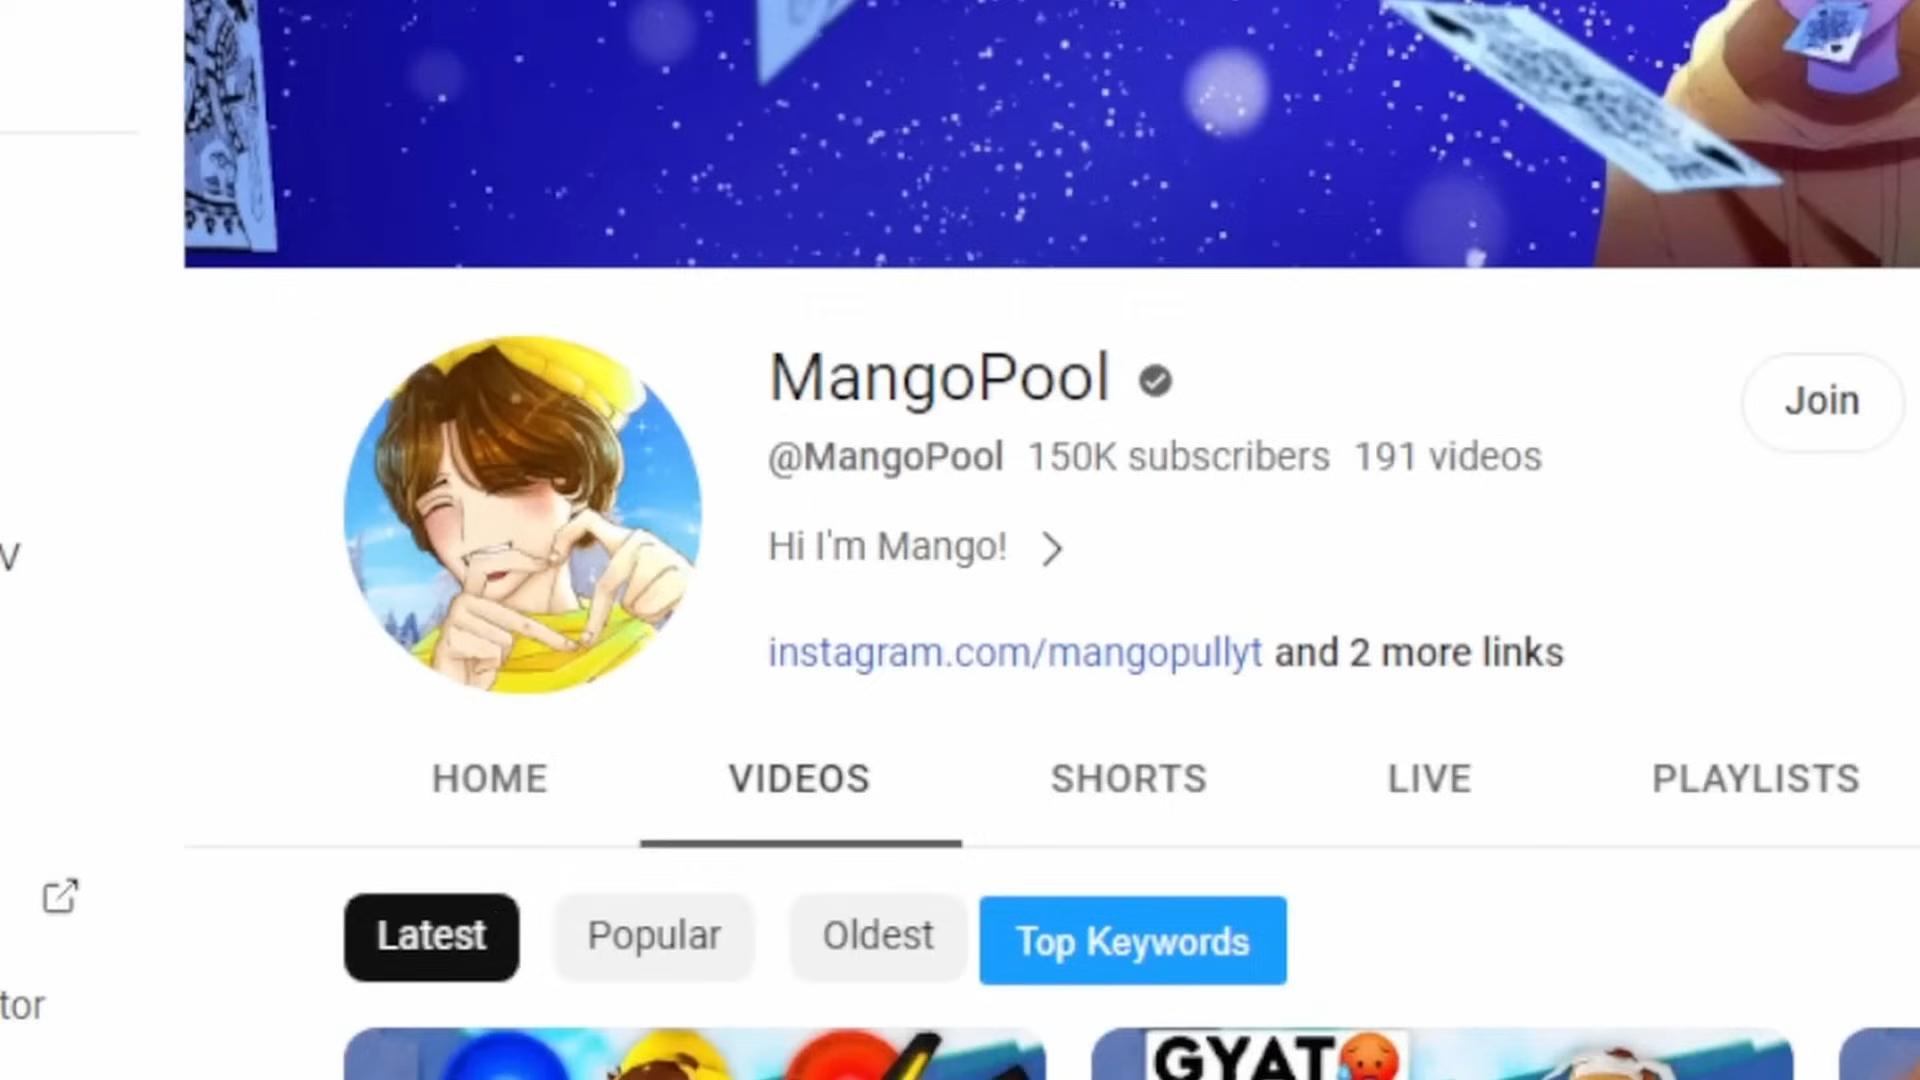 MangoPool
Join
@MangoPool 150K subscribers 191 videos
Hi I'm Mango!
instagram.com/mangopullyt and 2 more links
HOME VIDEOS SHORTS LIVE PLAYLISTS
Latest Popular Oldest Top Keywords
tor
GYAT